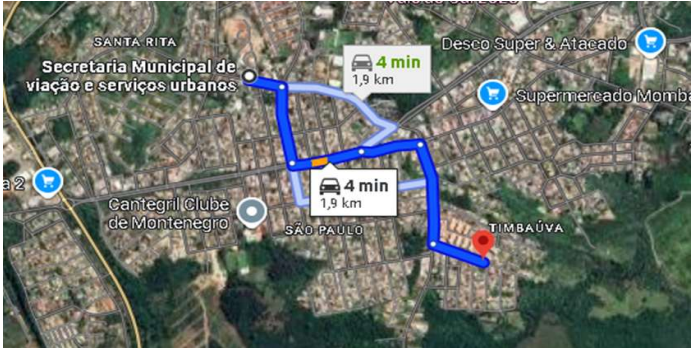 SANTA RITA
Secretaria Municipal de
viação e serviços urbanos
4 min
1,9 km
Desco Super & Atacado
Supermercado Momba
a 2
Cantegril Clube
de Montenegro
4 min
1,9 km
SÃO PAULO
TIMBAÚVA